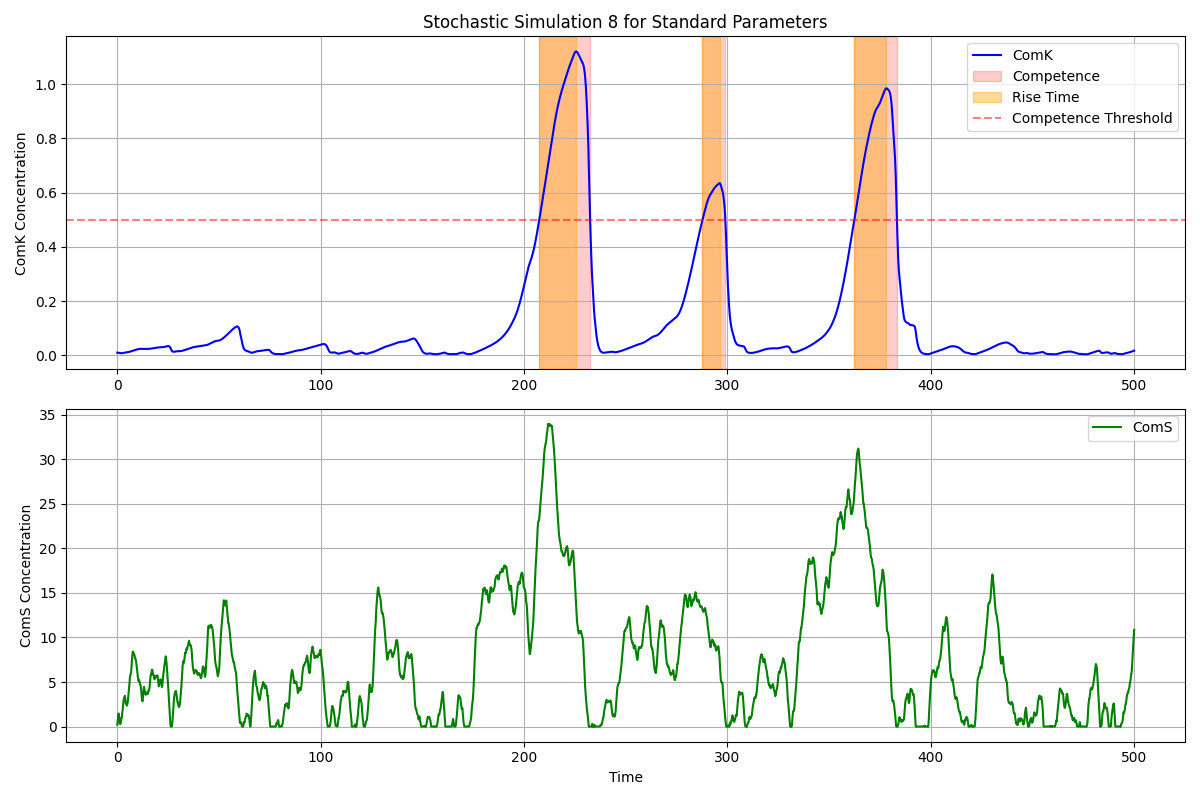 Stochastic Simulation 8 for Standard Parameters
ComK Concentration
1.0
0.8
0.6
0.4
0.2
0.0
ComK
Competence
Rise Time
Competence Threshold
0 100 200 300 400 500
ComS Concentration
35
30
25
20
15
10
5
0
ComS
0 100 200 300 400 500
Time